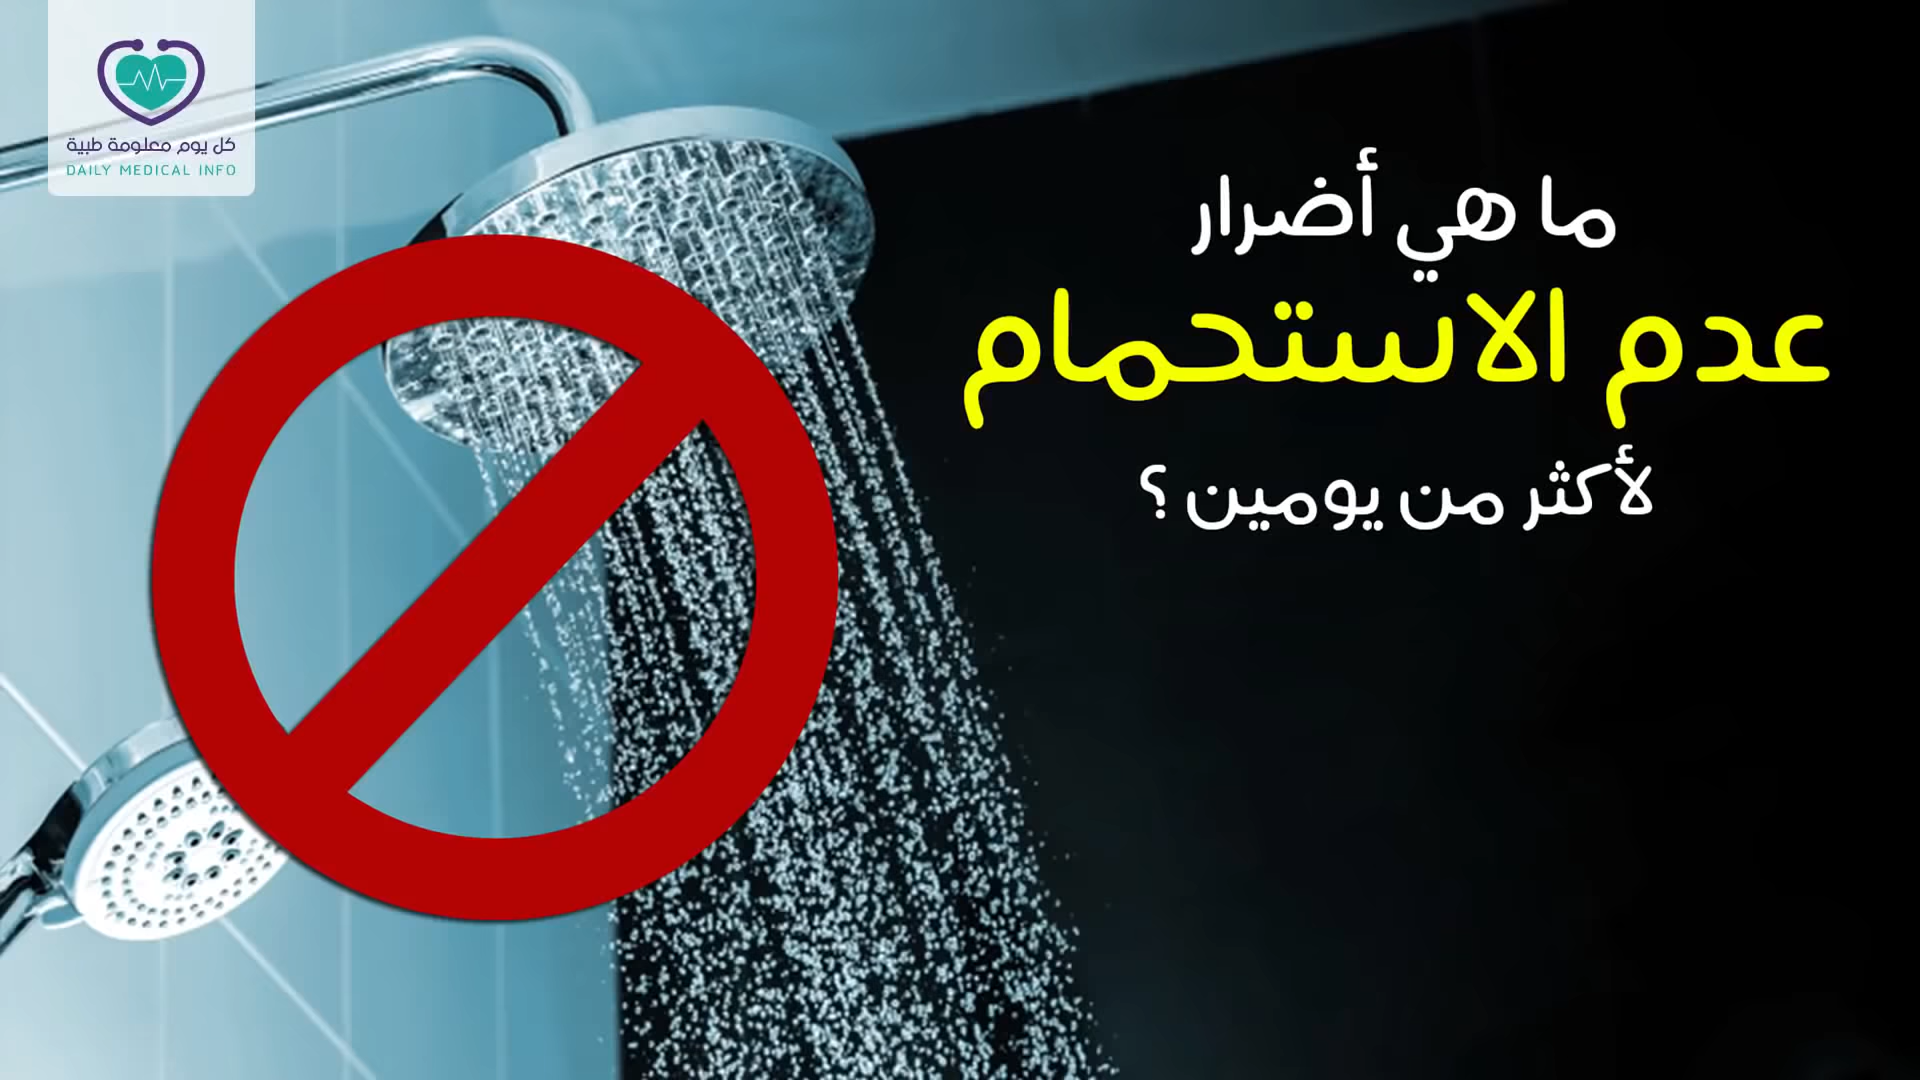 كل يوم معلومة طبية
DAILY MEDICAL INFO
ما هي أضرار
عدم الاستحمام
لأكثر من يومين ؟